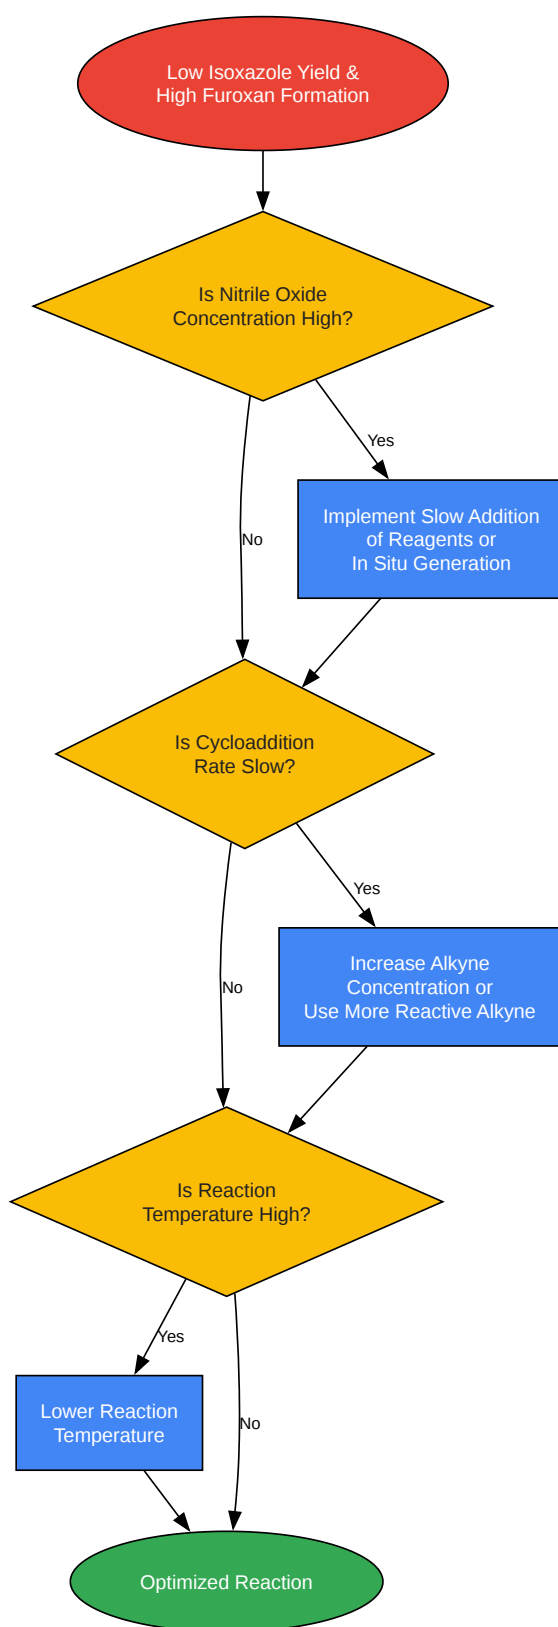 Low Isoxazole Yield &
High Furoxan Formation
Is Nitrile Oxide
Concentration High?
Yes
No
Implement Slow Addition
of Reagents or
In Situ Generation
Is Cycloaddition
Rate Slow?
Yes
No
Increase Alkyne
Concentration or
Use More Reactive Alkyne
Is Reaction
Temperature High?
Yes
No
Lower Reaction
Temperature
Optimized Reaction